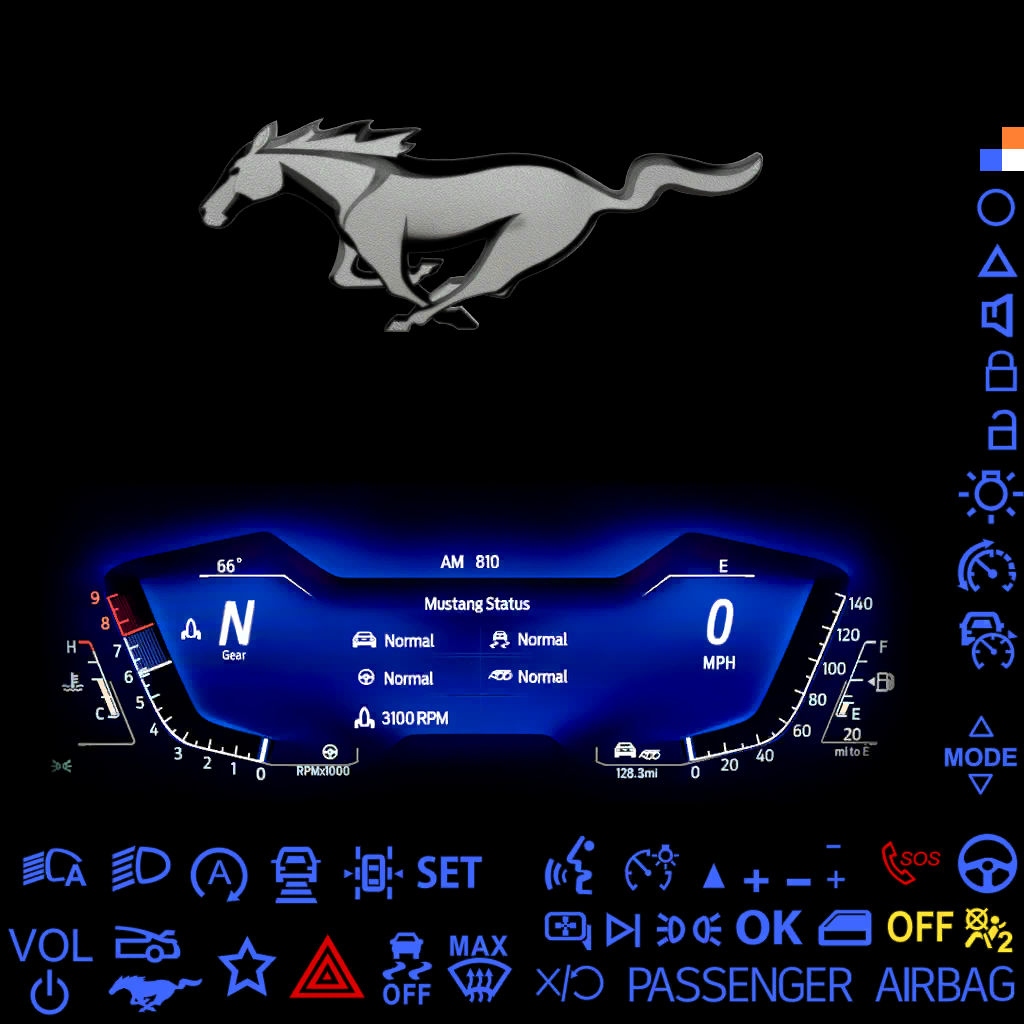 66°
AM 810
E
Mustang Status
N
Gear
0
MPH
Normal
Normal
Normal
Normal
3100 RPM
9
8
7
6
5
4
3
2
1
0
RPMx1000
H
C
140
120
100
80
60
40
20
0
128.3mi
F
E
20
mi to E
MODE
A
A
SET
SOS
VOL
OFF
MAX
OK
OFF
2
PASSENGER AIRBAG